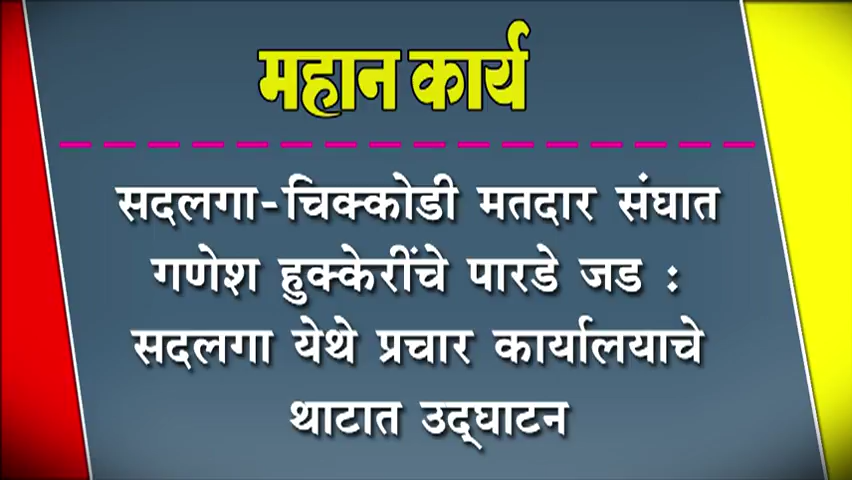 महान कार्य
सदलगा-चिक्कोडी मतदार संघात
गणेश हुक्केरींचे पारडे जड :
सदलगा येथे प्रचार कार्यालयाचे
थाटात उद्‌घाटन